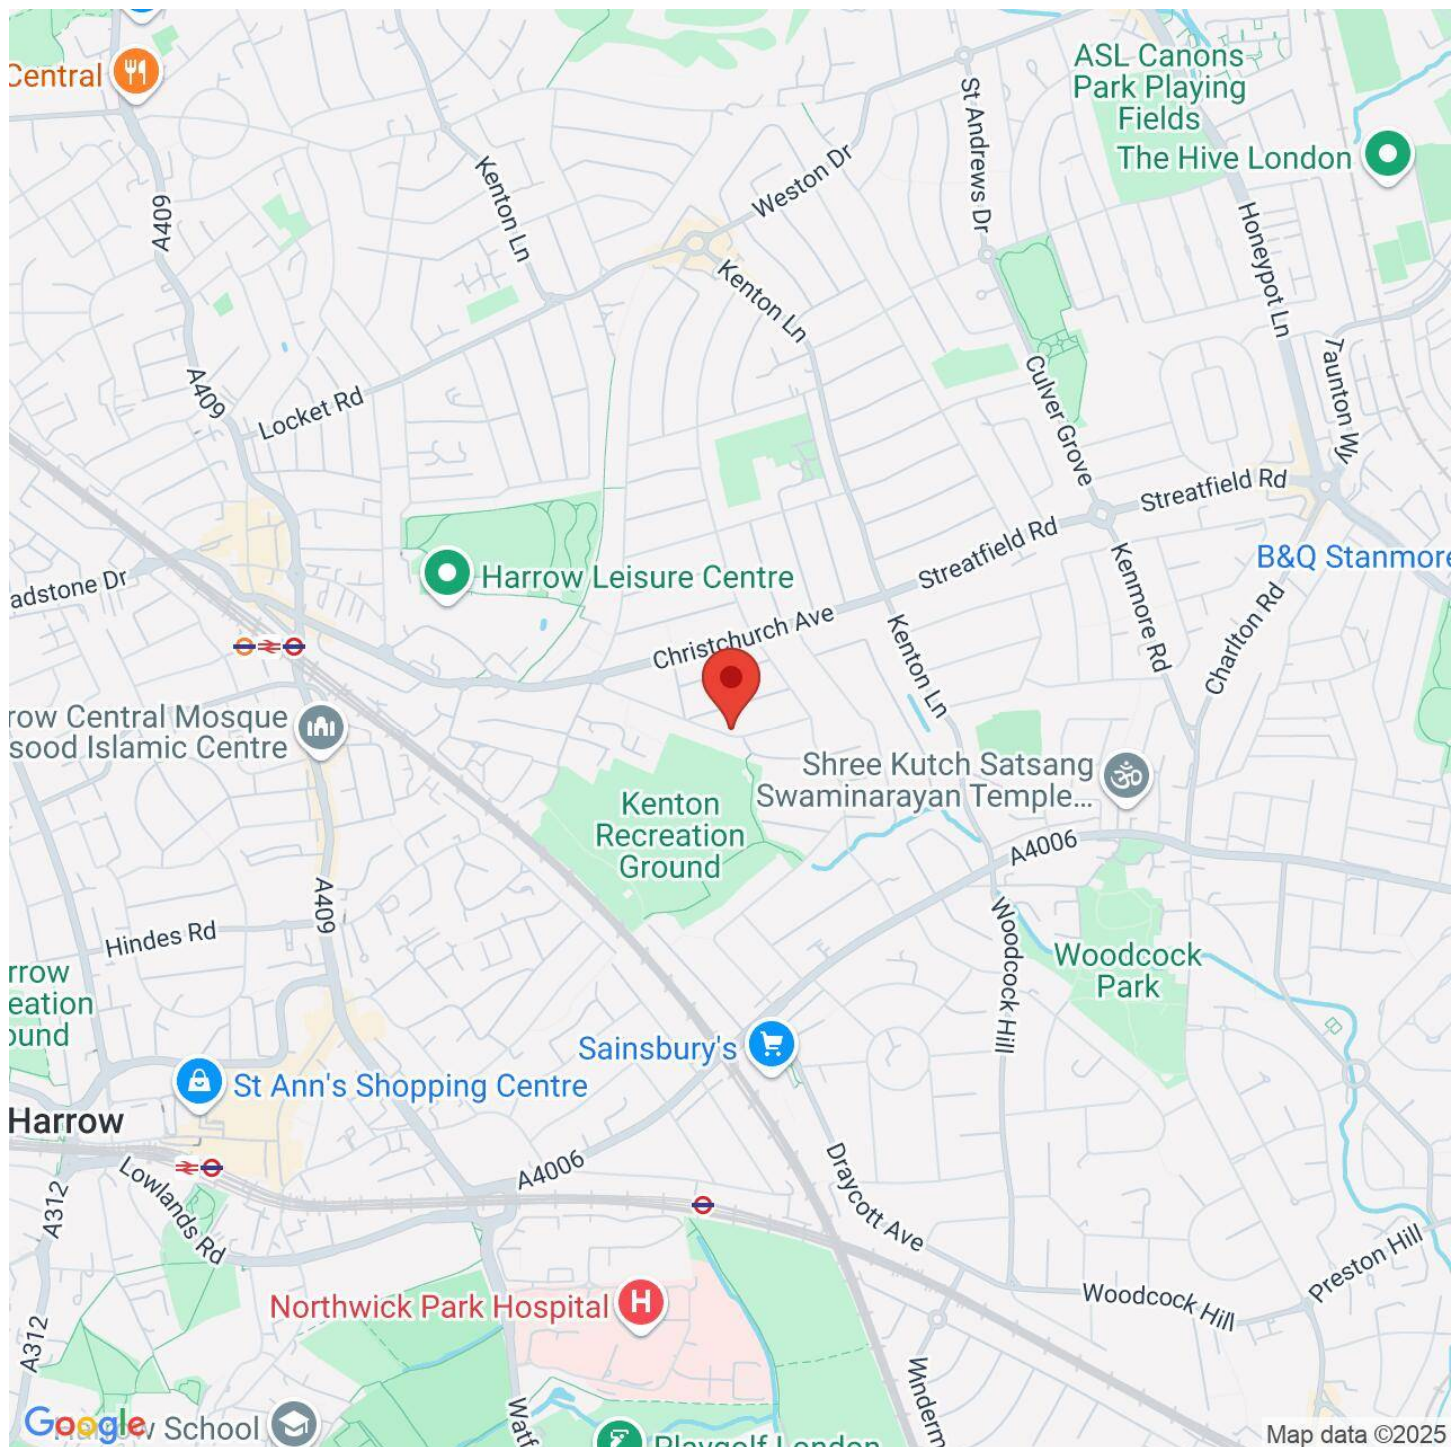 Central
ASL Canons
Park Playing
Fields
The Hive London
St Andrews Dr
Weston Dr
Kenton Ln
A409
Kenton Ln
Honeypot Ln
Taunton Wy
A409
Locket Rd
Culver Grove
Streatfield Rd
Streatfield Rd
B&Q Stanmore
Harrow Leisure Centre
adstone Dr
Christchurch Ave
Kenton Ln
Kenmore Rd
Charlton Rd
row Central Mosque
sood Islamic Centre
Shree Kutch Satsang
Swaminarayan Temple...
Kenton
Recreation
Ground
A4006
A409
Hindes Rd
Woodcock Hill
Woodcock
Park
rrow
eation
ound
Sainsbury's
St Ann's Shopping Centre
Harrow
A4006
Lowlands Rd
A312
Draycott Ave
Preston Hill
Woodcock Hill
Northwick Park Hospital
H
A312
Watf
Winderm
Google
School
Playgolf London
Map data ©2025